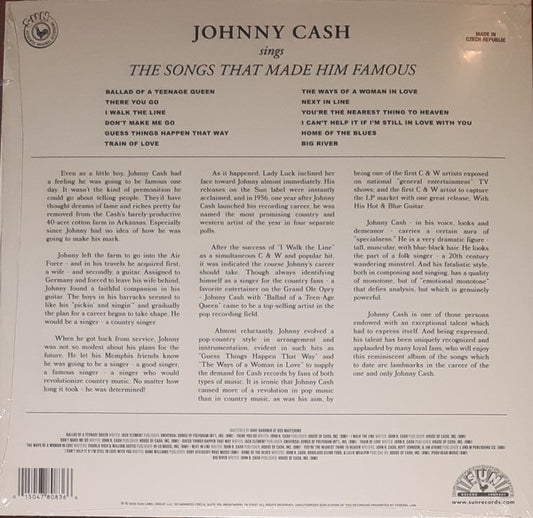 SUN
MADE IN
CZECH REPUBLIC
JOHNNY CASH
sings
THE SONGS THAT MADE HIM FAMOUS
BALLAD OF A TEENAGE QUEEN
THERE YOU GO
I WALK THE LINE
DON'T MAKE ME GO
GUESS THINGS HAPPEN THAT WAY
TRAIN OF LOVE
THE WAYS OF A WOMAN IN LOVE
NEXT IN LINE
YOU'RE THE NEAREST THING TO HEAVEN
I CAN'T HELP IT IF I'M STILL IN LOVE WITH YOU
HOME OF THE BLUES
BIG RIVER
Even as a little boy, Johnny Cash had
a feeling he was going to be famous one
day. It wasn't the kind of premonition he
could go about telling people. They'd have
thought dreams of fame and riches pretty far
removed from the Cash's barely-productive
40-acre cotton farm in Arkansas. Especially
since Johnny had no idea of how he was
going to make his mark.
Johnny left the farm to go into the Air
Force - and in his travels he acquired first,
a wife - and secondly, a guitar. Assigned to
Germany and forced to leave his wife behind,
Johnny found a faithful companion in his
guitar. The boys in his barracks seemed to
like his "pickin' and singin'" and gradually
the plan for a career began to take shape. He
would be a singer - a country singer.
When he got back from service, Johnny
was not so modest about his plans for the
future. He let his Memphis friends know
he was going to be a singer - a good singer,
a famous singer - a singer who would
revolutionize country music. No matter how
long it took - he was determined!
As it happened, Lady Luck inclined her
face toward Johnny almost immediately. His
releases on the Sun label were instantly
acclaimed, and in 1956, one year after Johnny
Cash launched his recording career, he was
named the most promising country and
western artist of the year in four separate
polls.
After the success of "I Walk the Line"
as a simultaneous C & W and popular hit,
it was indicated the course Johnny's career
should take. Though always identifying
himself as a singer for the country fans - a
favorite entertainer on the Grand Ole Opry
- Johnny Cash with "Ballad of a Teen-Age
Queen" came to be a top-selling artist in the
pop recording field.
Almost reluctantly, Johnny evolved a
pop-country style in arrangement and
instrumentation, evident in such hits as
"Guess Things Happen That Way" and
"The Ways of a Woman in Love" to supply
the demand for Cash records by fans of both
types of music. It is ironic that Johnny Cash
caused more of a revolution in pop music
than in country music, as was his aim, by
being one of the first C & W artists exposed
on national "general entertainment" TV
shows; and the first C & W artist to capture
the LP market with one great release, With
His Hot & Blue Guitar.
Johnny Cash - in his voice, looks and
demeanor - carries a certain aura of
"specialness." He is a very dramatic figure -
tall, muscular, with blue-black hair. He looks
the part of a folk singer - a 20th century
wandering minstrel. And his fatalistic style,
both in composing and singing, has a quality
of monotone, but of "emotional monotone"
that defies analysis, but which is genuinely
powerful.
Johnny Cash is one of those persons
endowed with an exceptional talent which
had to express itself. And being expressed,
his talent has been uniquely recognized and
applauded by many loyal fans, who will enjoy
this reminiscent album of the songs which
to date are landmarks in the career of the
one and only Johnny Cash.
0 15047 80836 4
SUN
RECORD COMPANY
www.sunrecords.com